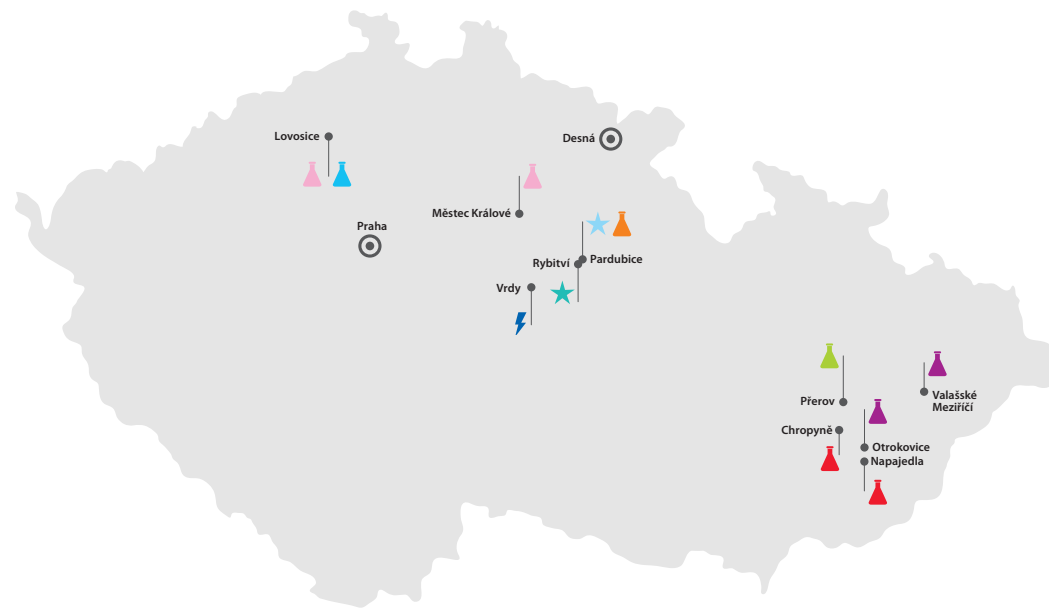 Lovosice
Desná
Městec Králové
Praha
Rybitví
Pardubice
Vrdy
Přerov
Valašské
Meziříčí
Chropyně
Otrokovice
Napajedla